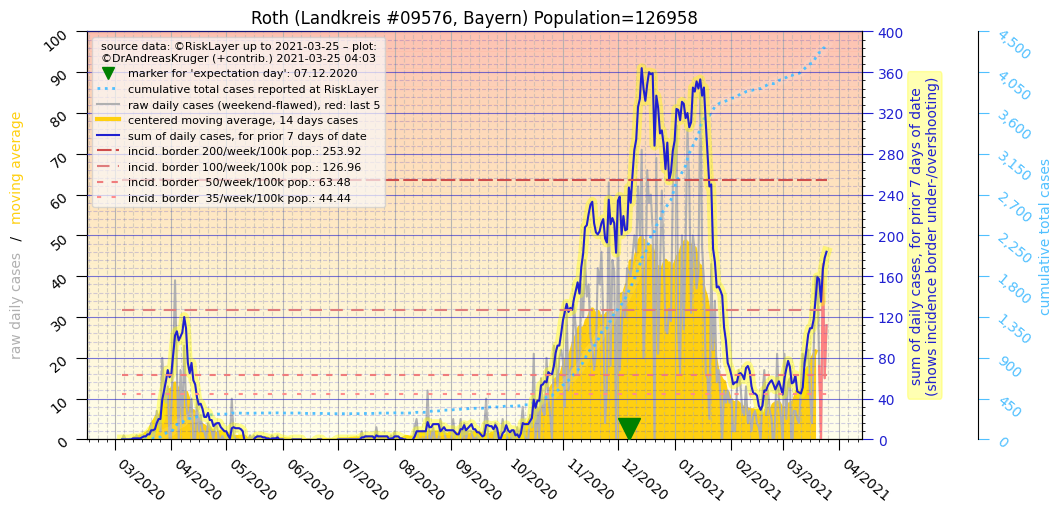 Roth (Landkreis #09576, Bayern) Population=126958
source data: ©RiskLayer up to 2021-03-25 – plot:
©DrAndreasKruger (+contrib.) 2021-03-25 04:03
marker for 'expectation day': 07.12.2020
cumulative total cases reported at RiskLayer
raw daily cases (weekend-flawed), red: last 5
centered moving average, 14 days cases
sum of daily cases, for prior 7 days of date
incid. border 200/week/100k pop.: 253.92
incid. border 100/week/100k pop.: 126.96
incid. border  50/week/100k pop.: 63.48
incid. border  35/week/100k pop.: 44.44
raw daily cases / moving average
100
90
80
70
60
50
40
30
20
10
0
400
360
320
280
240
200
160
120
80
40
0
sum of daily cases, for prior 7 days of date
(shows incidence border under-/overshooting)
4,500
4,050
3,600
3,150
2,700
2,250
1,800
1,350
900
450
0
cumulative total cases
03/2020
04/2020
05/2020
06/2020
07/2020
08/2020
09/2020
10/2020
11/2020
12/2020
01/2021
02/2021
03/2021
04/2021